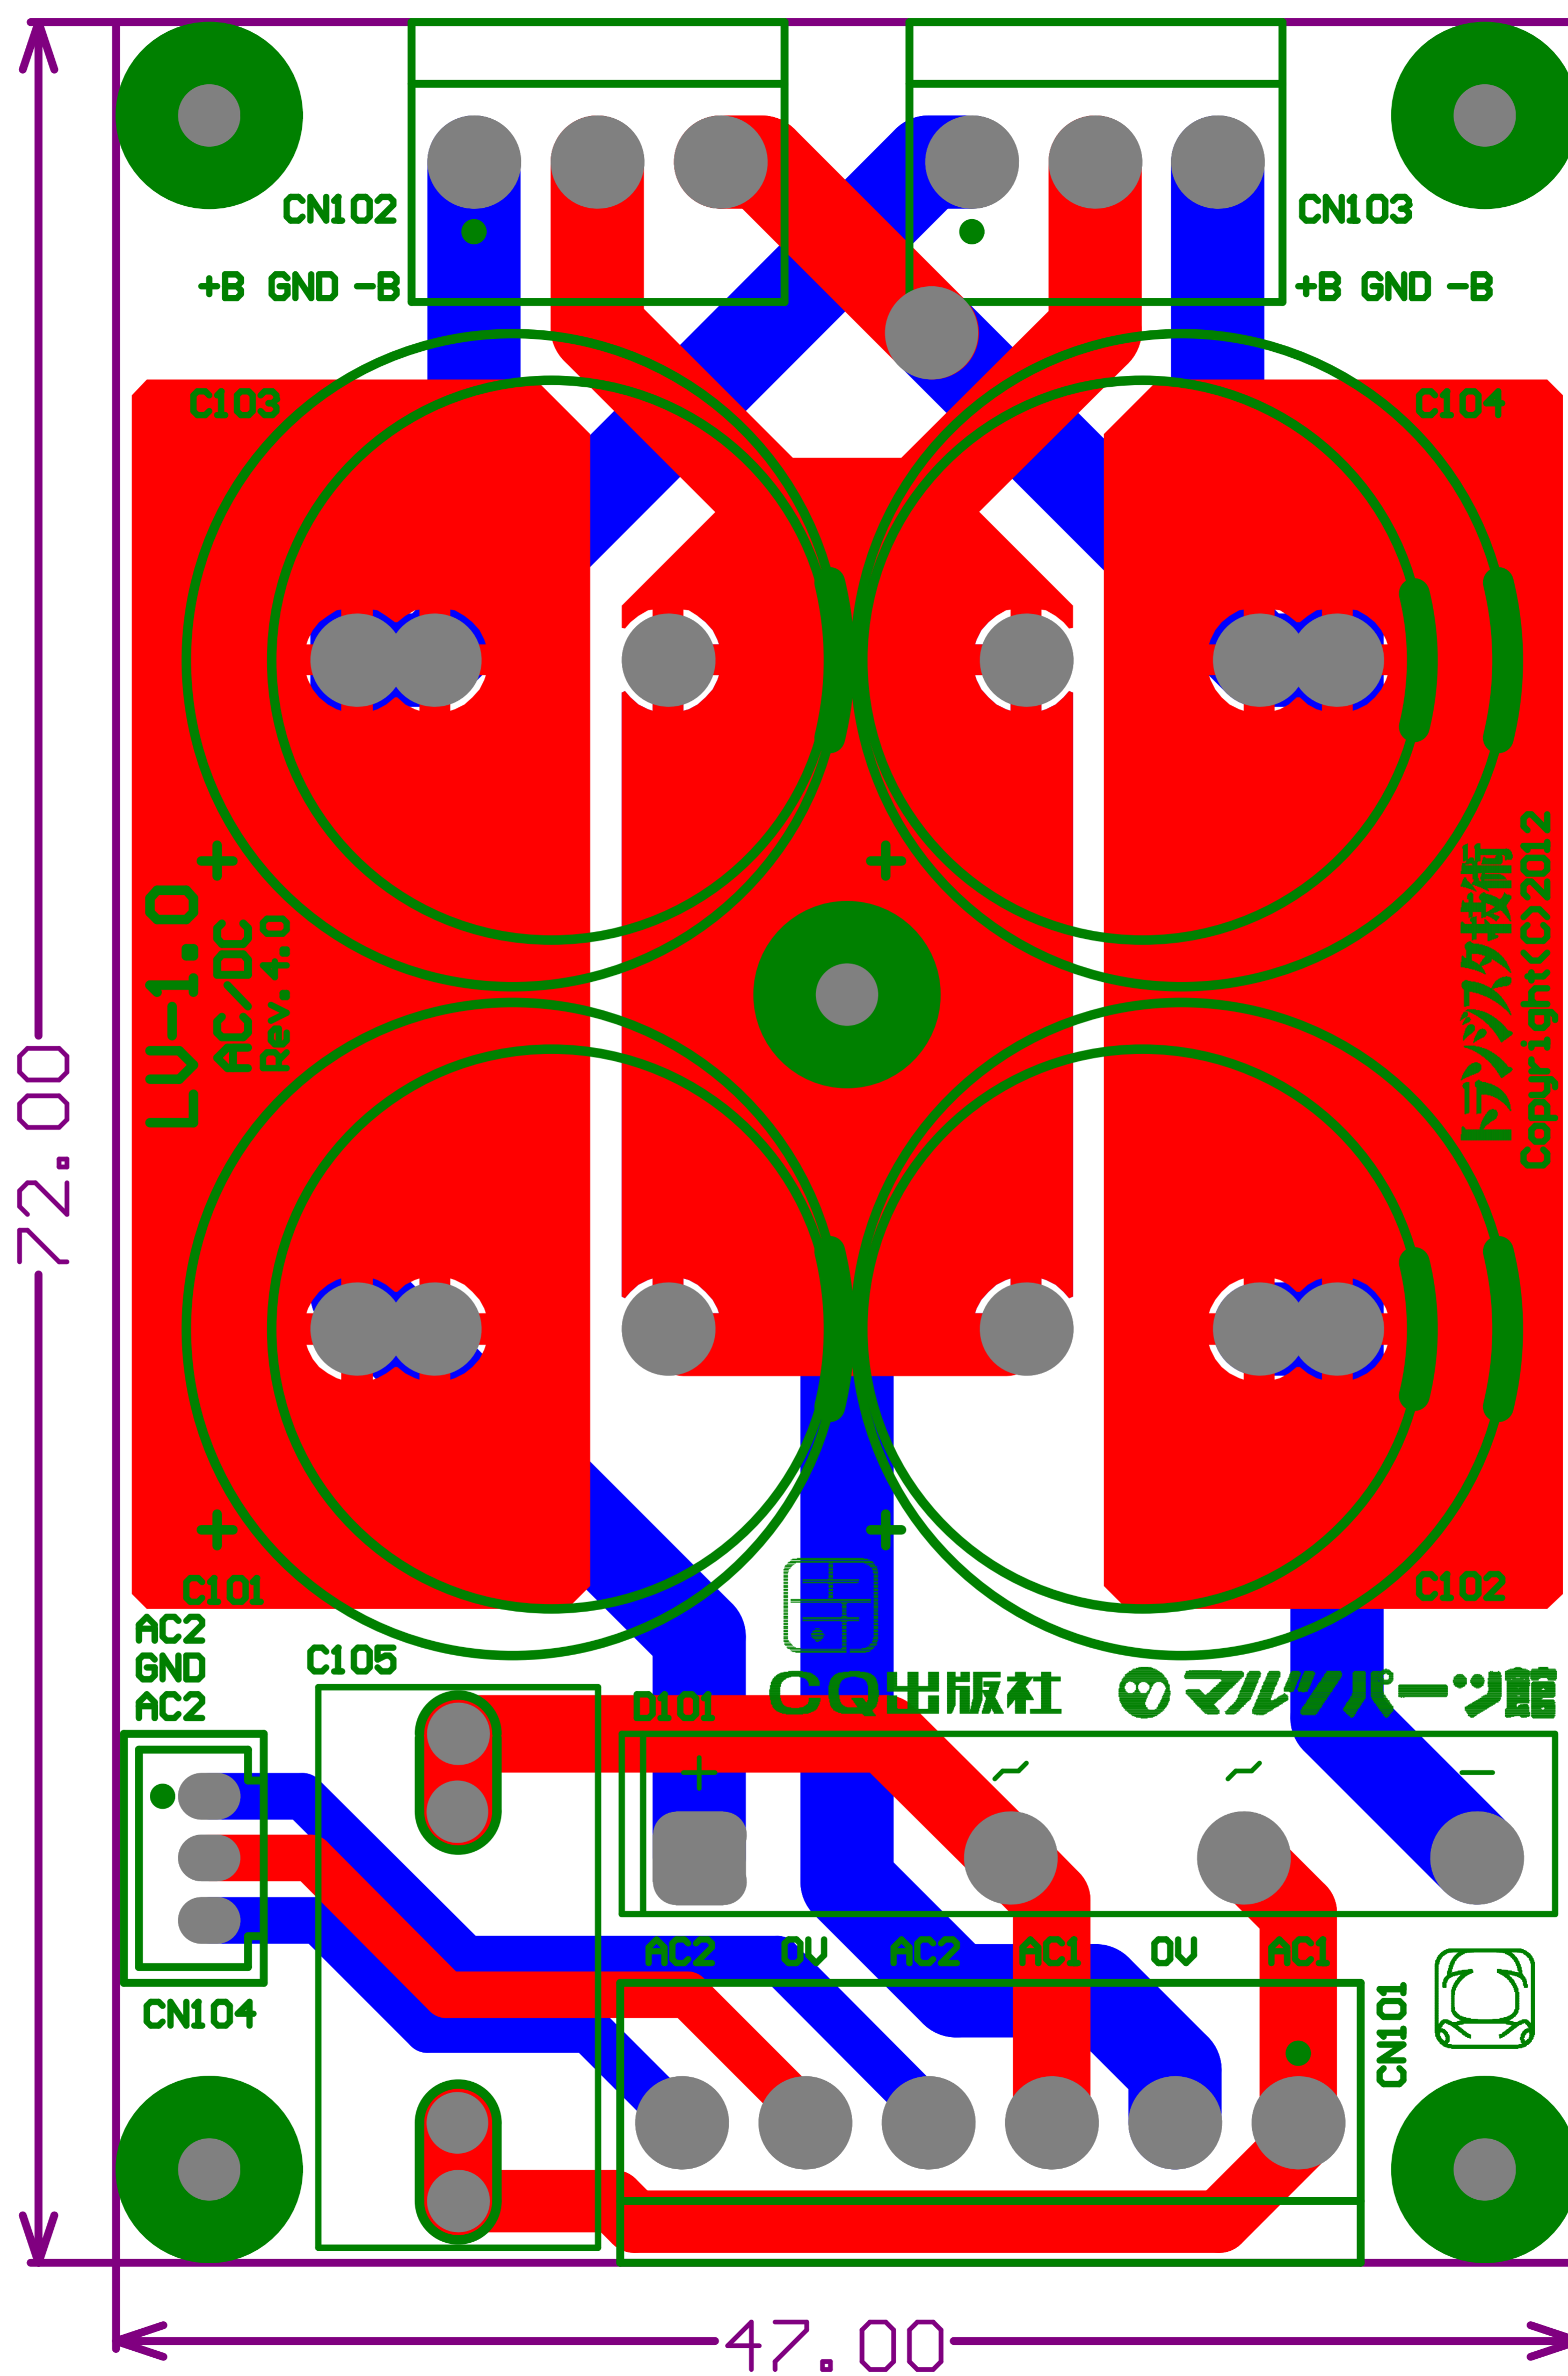 CN102
CN103
+B GND -B
+B GND -B
C103
C104
+
+
LV-1.0
AC/DC
Rev.4.0
トランジスタ技術
Copyright(C)2012
72.00
+
+
C101
C102
AC2
GND
AC2
C105
D101
CQ出版社
マルツパーツ館
+
~
~
-
AC2
0V
AC2
AC1
0V
AC1
CN104
CN101
47.00